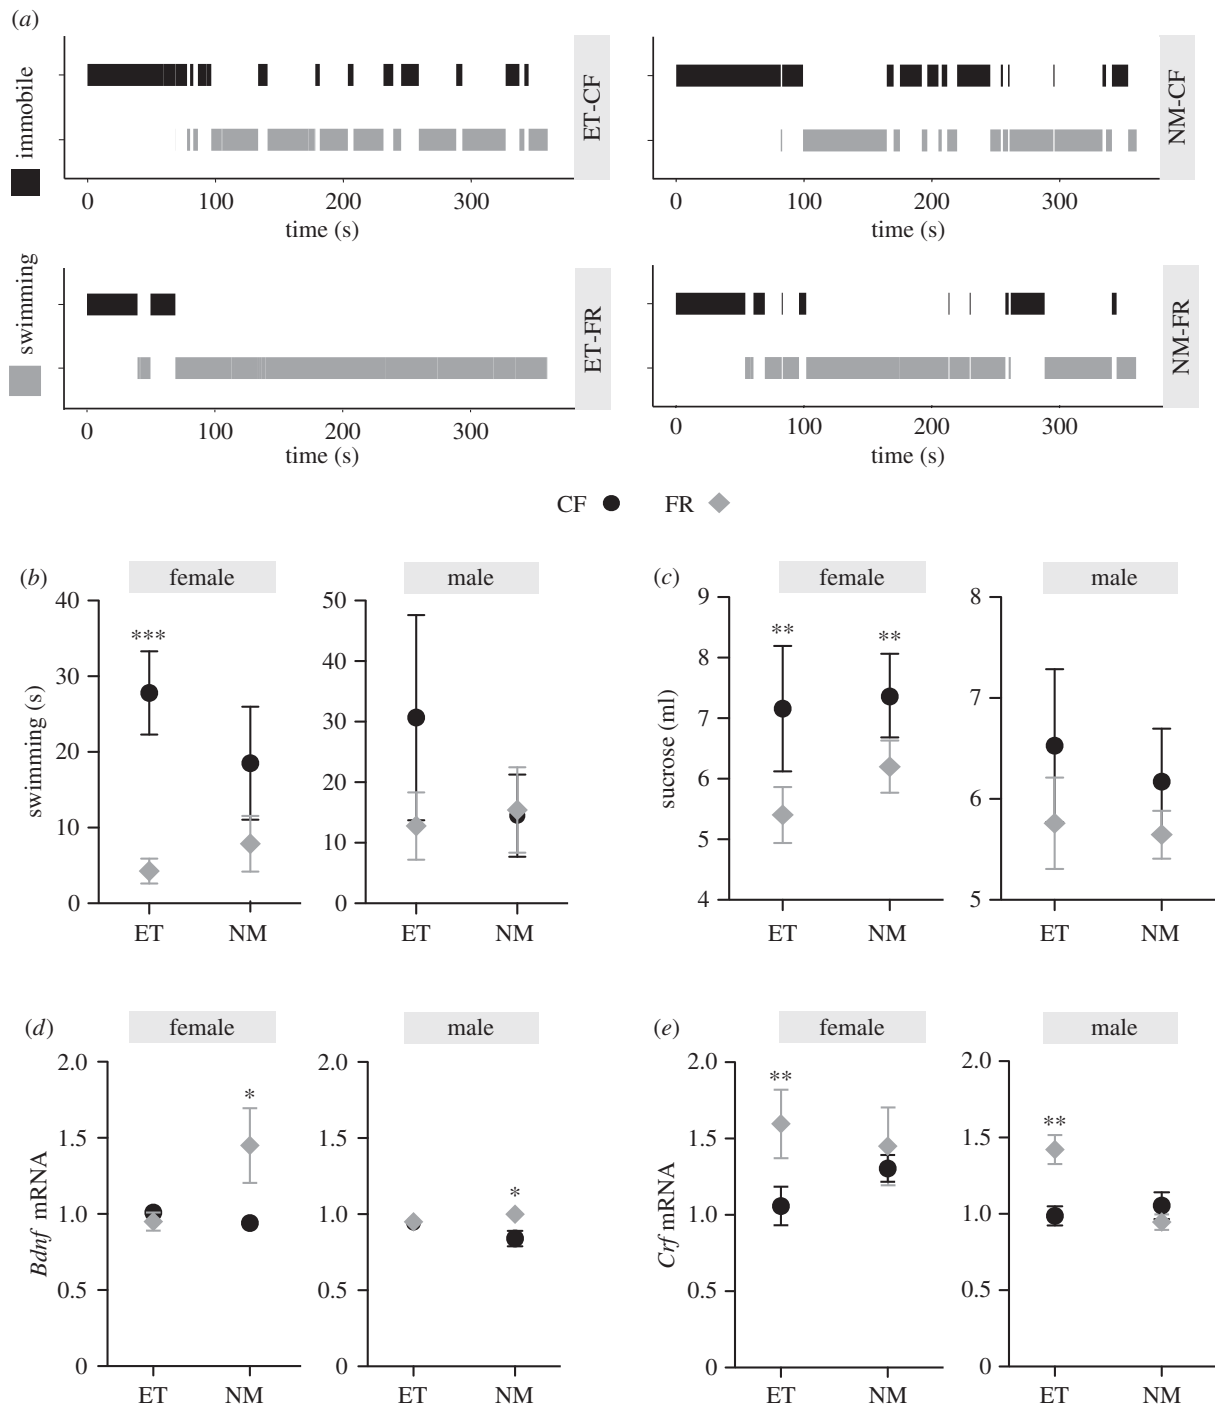 (a)
immobile
swimming
ET-CF
0 100 200 300
time (s)
NM-CF
0 100 200 300
time (s)
ET-FR
0 100 200 300
time (s)
NM-FR
0 100 200 300
time (s)
CF FR
(b)
female
swimming (s)
40
30
20
10
0
***
ET NM
male
50
40
30
20
10
0
ET NM
(c)
female
sucrose (ml)
9
8
7
6
5
4
** **
ET NM
male
8
7
6
5
ET NM
(d)
female
Bdnf mRNA
2.0
1.5
1.0
0.5
0
*
ET NM
male
2.0
1.5
1.0
0.5
0
*
ET NM
(e)
female
Crf mRNA
2.0
1.5
1.0
0.5
0
**
ET NM
male
2.0
1.5
1.0
0.5
0
**
ET NM